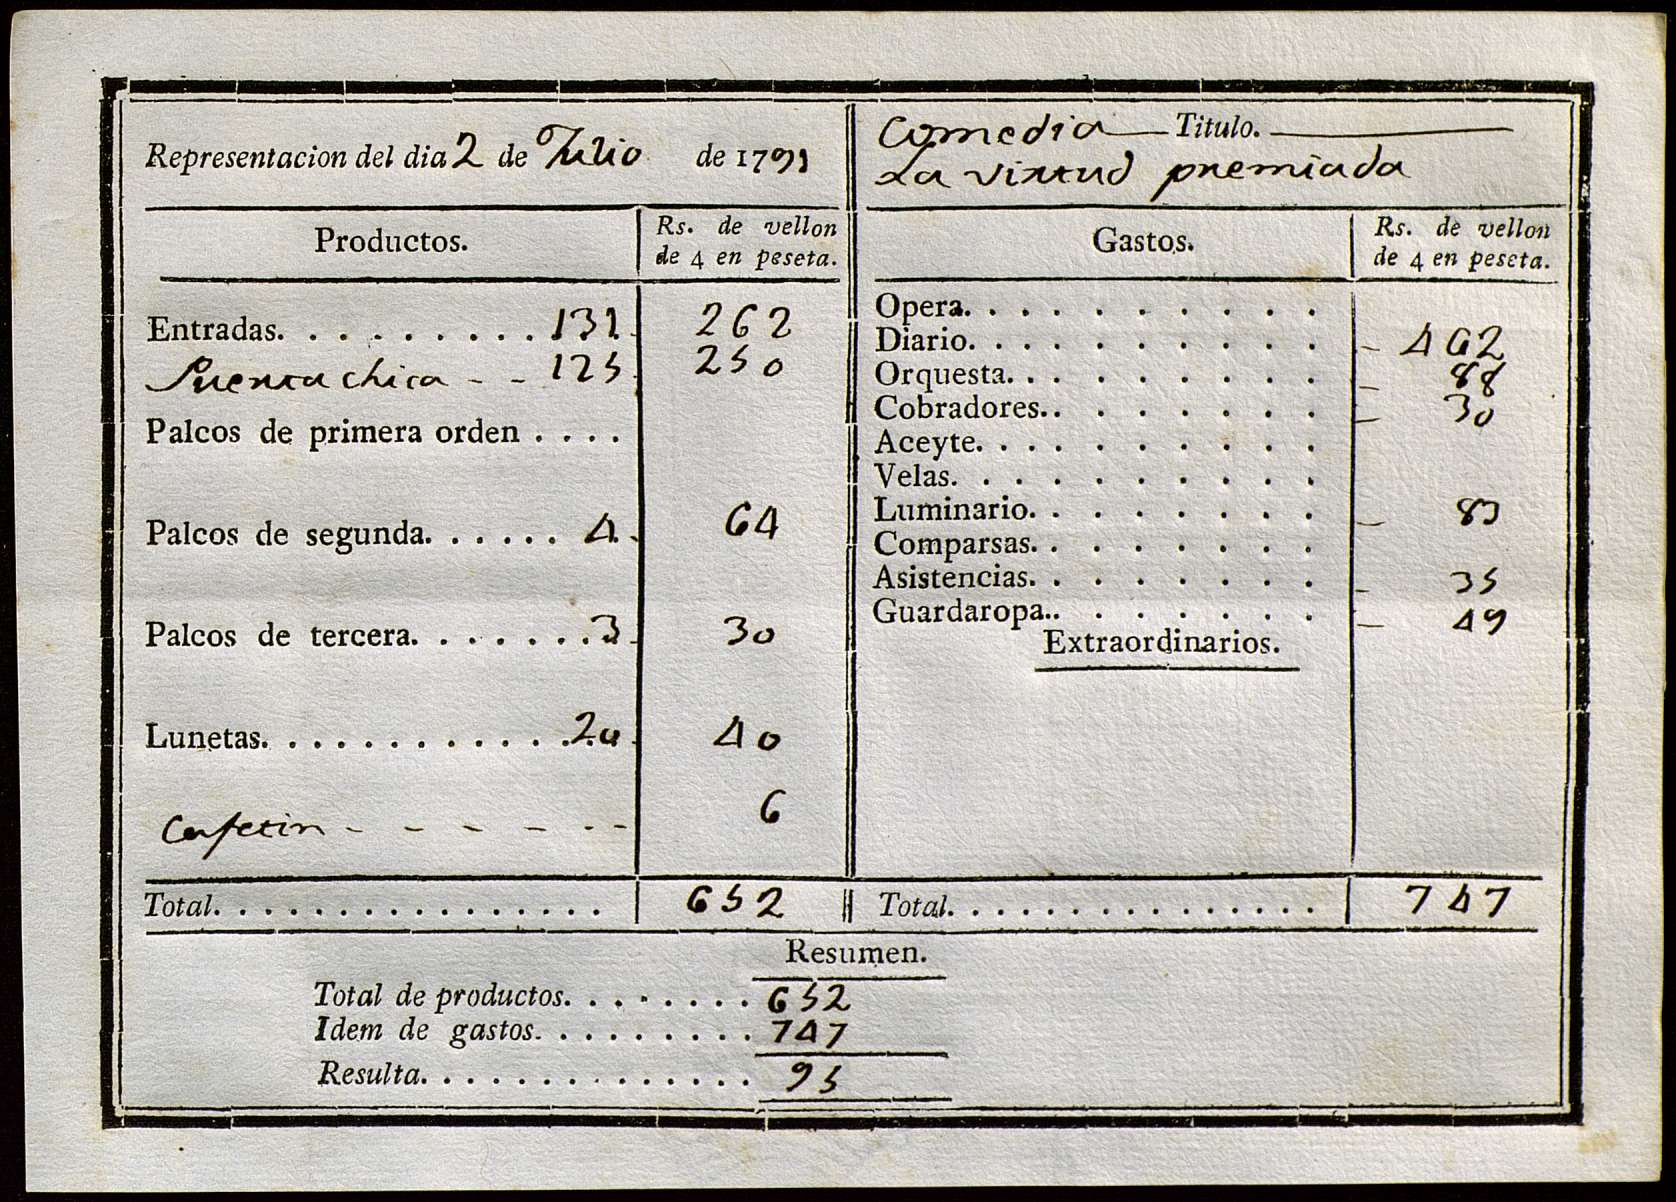 Representacion del dia 2 de Julio de 1791
Comedia Titulo.
La virtud premiada
Productos. Rs. de vellon de 4 en peseta.
Gastos. Rs. de vellon de 4 en peseta.
Entradas. . . . . . . . . . 131 262
Puerta chica - - 125 250
Palcos de primera orden . . . .
Palcos de segunda. . . . . . 4. 64
Palcos de tercera. . . . . . . 3 30
Lunetas. . . . . . . . . . . . . 20 40
Cafetin - - - - - - - 6
Total. . . . . . . . . . . . . . . . 652
Opera. . . . . . . . . .
Diario. . . . . . . . . . - 462
Orquesta. . . . . . . . . - 88
Cobradores.. . . . . . . - 30
Aceyte. . . . . . . . . .
Velas. . . . . . . . . .
Luminario. . . . . . . . - 83
Comparsas. . . . . . . .
Asistencias. . . . . . . . - 35
Guardaropa.. . . . . . . - 49
Extraordinarios.
Total. . . . . . . . . . . . . . . . 747
Resumen.
Total de productos. . . . . . . . 652
Idem de gastos. . . . . . . . . . 747
Resulta. . . . . . . . . . . . . . 95